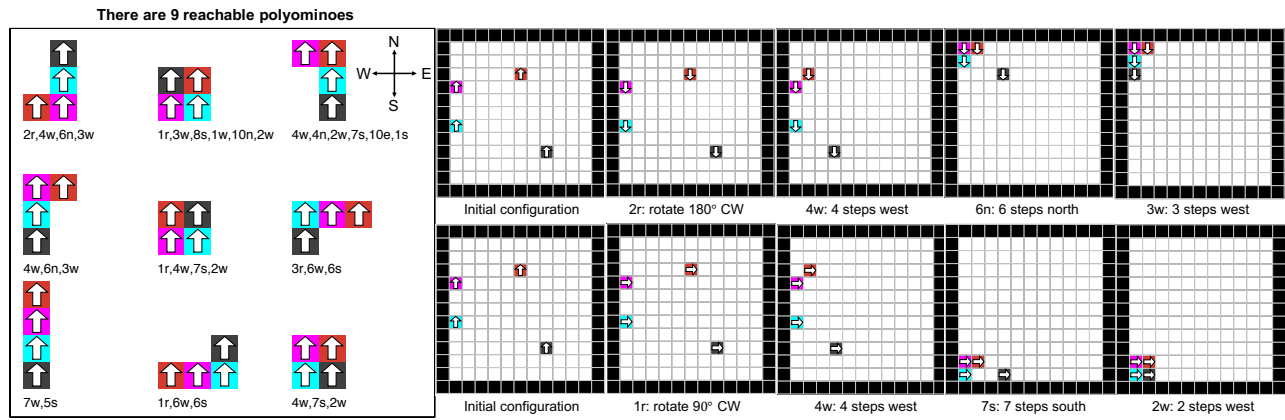 There are 9 reachable polyominoes
N
W E
S
2r,4w,6n,3w
1r,3w,8s,1w,10n,2w
4w,4n,2w,7s,10e,1s
4w,6n,3w
1r,4w,7s,2w
3r,6w,6s
7w,5s
1r,6w,6s
4w,7s,2w
Initial configuration
2r: rotate 180° CW
4w: 4 steps west
6n: 6 steps north
3w: 3 steps west
Initial configuration
1r: rotate 90° CW
4w: 4 steps west
7s: 7 steps south
2w: 2 steps west